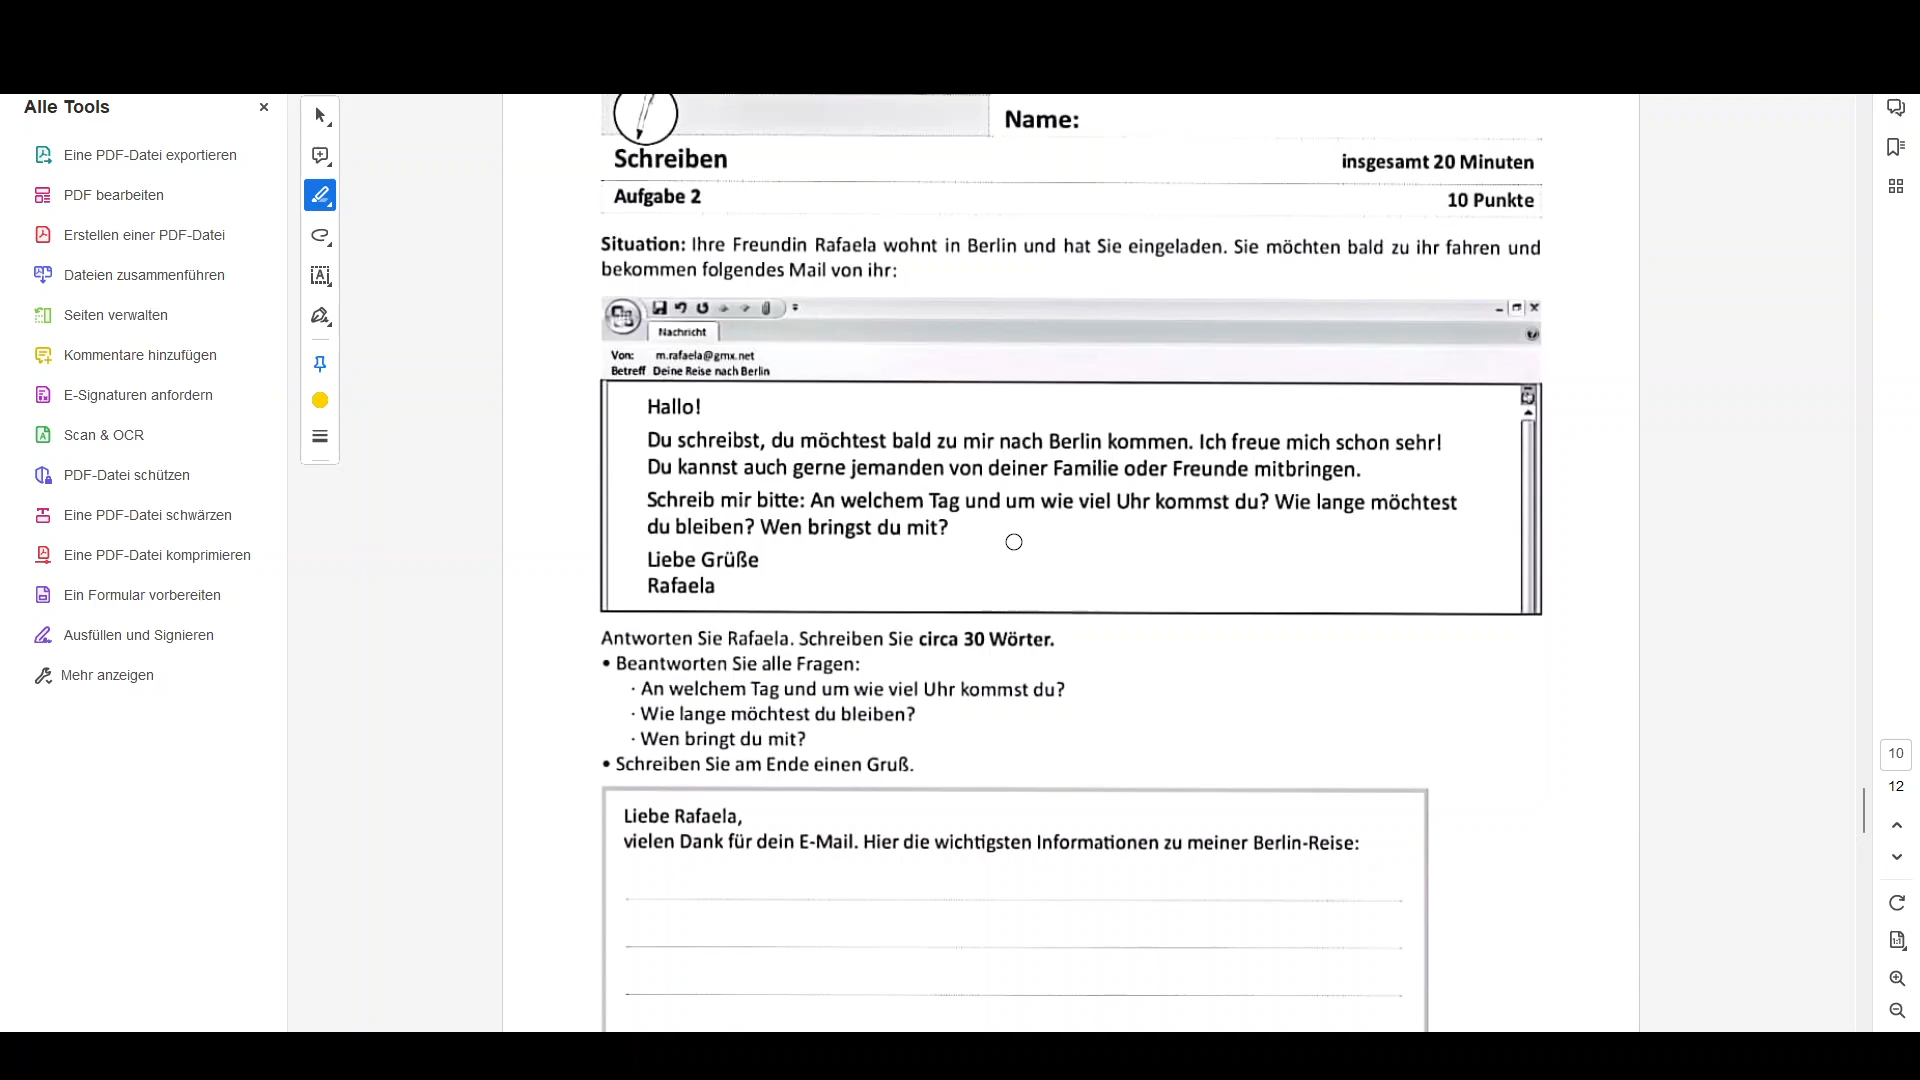 Alle Tools
Eine PDF-Datei exportieren
PDF bearbeiten
Erstellen einer PDF-Datei
Dateien zusammenführen
Seiten verwalten
Kommentare hinzufügen
E-Signaturen anfordern
Scan & OCR
PDF-Datei schützen
Eine PDF-Datei schwärzen
Eine PDF-Datei komprimieren
Ein Formular vorbereiten
Ausfüllen und Signieren
Mehr anzeigen
Name:
Schreiben insgesamt 20 Minuten
Aufgabe 2 10 Punkte
Situation: Ihre Freundin Rafaela wohnt in Berlin und hat Sie eingeladen. Sie möchten bald zu ihr fahren und
bekommen folgendes Mail von ihr:
Nachricht
Von: m.rafaela@gmx.net
Betreff Deine Reise nach Berlin
Hallo!
Du schreibst, du möchtest bald zu mir nach Berlin kommen. Ich freue mich schon sehr!
Du kannst auch gerne jemanden von deiner Familie oder Freunde mitbringen.
Schreib mir bitte: An welchem Tag und um wie viel Uhr kommst du? Wie lange möchtest
du bleiben? Wen bringst du mit?
Liebe Grüße
Rafaela
Antworten Sie Rafaela. Schreiben Sie circa 30 Wörter.
• Beantworten Sie alle Fragen:
· An welchem Tag und um wie viel Uhr kommst du?
· Wie lange möchtest du bleiben?
· Wen bringt du mit?
• Schreiben Sie am Ende einen Gruß.
Liebe Rafaela,
vielen Dank für dein E-Mail. Hier die wichtigsten Informationen zu meiner Berlin-Reise:
10
12